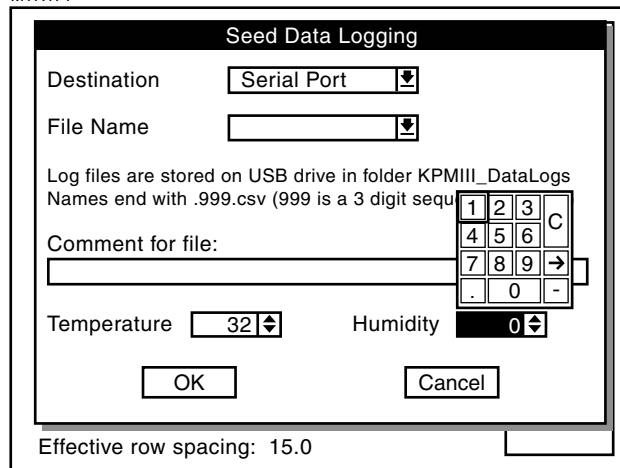 Seed Data Logging
Destination Serial Port
File Name
Log files are stored on USB drive in folder KPMIII_DataLogs
Names end with .999.csv (999 is a 3 digit
1 2 3 C
4 5 6
Comment for file:
7 8 9 →
. 0 -
Temperature 32 Humidity 0
OK Cancel
Effective row spacing: 15.0